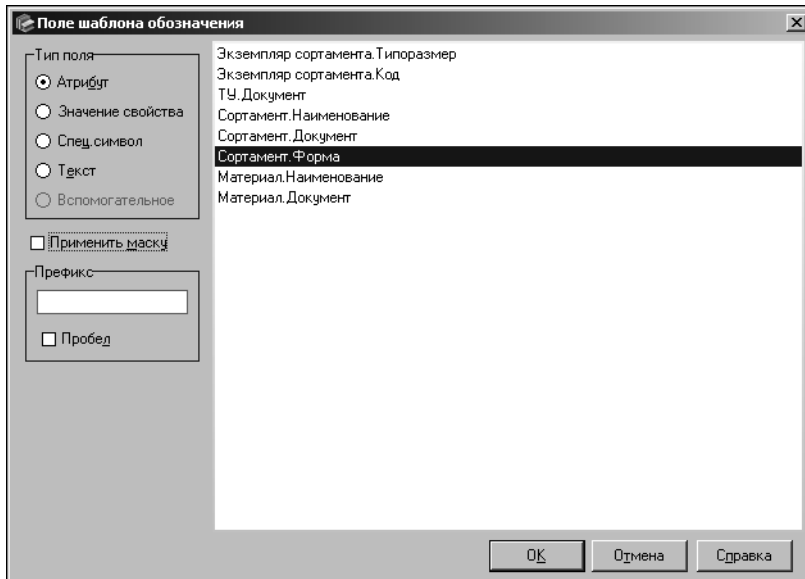 Поле шаблона обозначения
Тип поля
Атрибут
Значение свойства
Спец.символ
Текст
Вспомогательное
Применить маску
Префикс
Пробел
Экземпляр сортамента.Типоразмер
Экземпляр сортамента.Код
ТУ.Документ
Сортамент.Наименование
Сортамент.Документ
Сортамент.Форма
Материал.Наименование
Материал.Документ
OK
Отмена
Справка